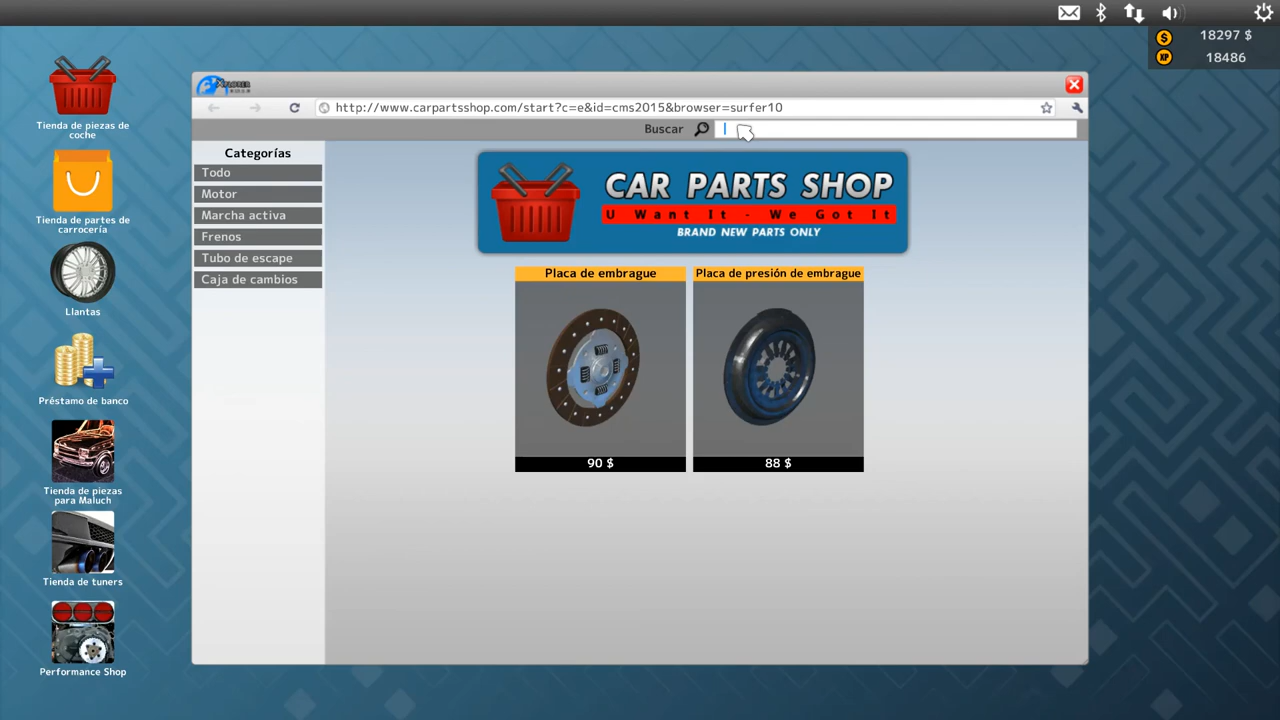 18297 $
18486
Tienda de piezas de
coche
Tienda de partes de
carrocería
Llantas
Préstamo de banco
Tienda de piezas
para Maluch
Tienda de tuners
Performance Shop
http://www.carpartsshop.com/start?c=e&id=cms2015&browser=surfer10
Buscar
Categorías
Todo
Motor
Marcha activa
Frenos
Tubo de escape
Caja de cambios
CAR PARTS SHOP
U Want It - We Got It
BRAND NEW PARTS ONLY
Placa de embrague
90 $
Placa de presión de embrague
88 $